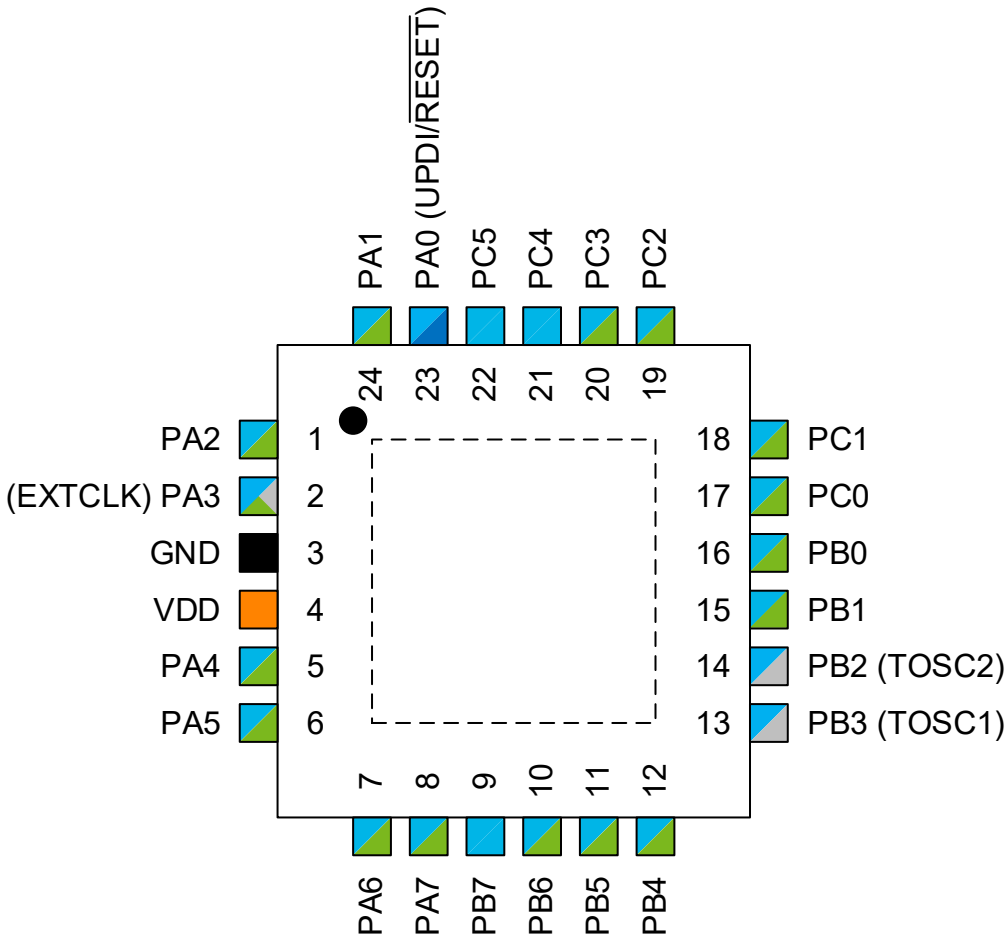 PA1
PA0 (UPDI/RESET)
PC5
PC4
PC3
PC2
24
23
22
21
20
19
PA2
1
18
PC1
(EXTCLK) PA3
2
17
PC0
GND
3
16
PB0
VDD
4
15
PB1
PA4
5
14
PB2 (TOSC2)
PA5
6
13
PB3 (TOSC1)
7
8
9
10
11
12
PA6
PA7
PB7
PB6
PB5
PB4